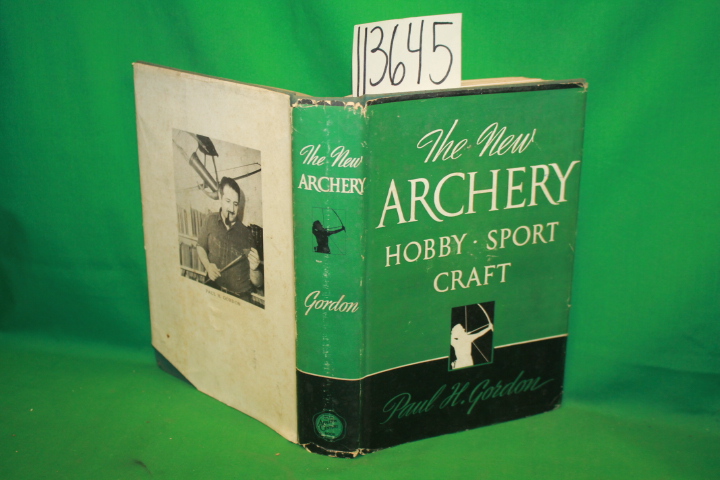 113645
The New
ARCHERY
HOBBY · SPORT
CRAFT
Paul H. Gordon
The New
ARCHERY
Gordon